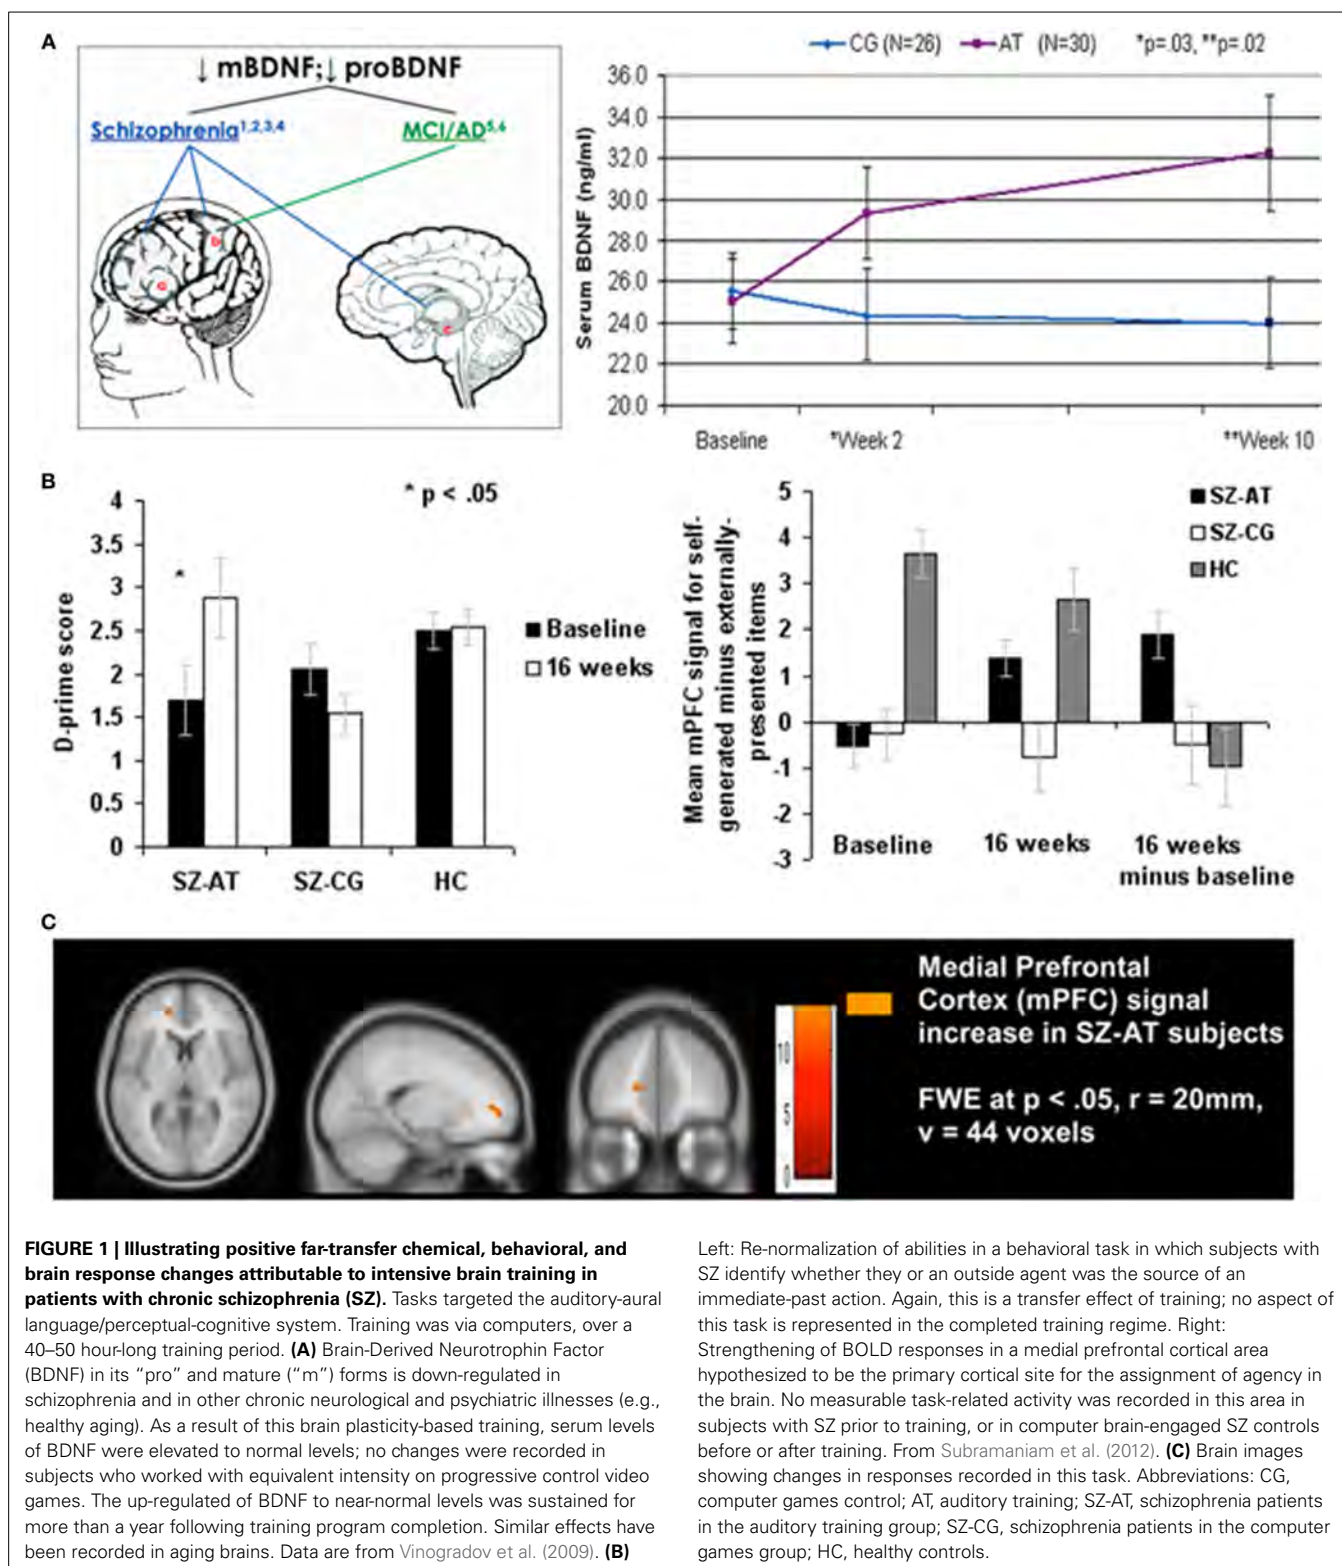 A
↓ mBDNF;↓ proBDNF
Schizophrenia1,2,3,4
MCI/AD5,6
a
b
c
CG (N=26) AT (N=30) *p=.03, **p=.02
Serum BDNF (ng/ml)
36.0
34.0
32.0
30.0
28.0
26.0
24.0
22.0
20.0
Baseline *Week 2 **Week 10
B
* p < .05
*
D-prime score
4
3.5
3
2.5
2
1.5
1
0.5
0
SZ-AT SZ-CG HC
Baseline
16 weeks
Mean mPFC signal for self-
generated minus externally-
presented items
5
4
3
2
1
0
-1
-2
-3
SZ-AT
SZ-CG
HC
Baseline 16 weeks 16 weeks
minus baseline
C
10
5
0
Medial Prefrontal
Cortex (mPFC) signal
increase in SZ-AT subjects
FWE at p < .05, r = 20mm,
v = 44 voxels
FIGURE 1 | Illustrating positive far-transfer chemical, behavioral, and
brain response changes attributable to intensive brain training in
patients with chronic schizophrenia (SZ). Tasks targeted the auditory-aural
language/perceptual-cognitive system. Training was via computers, over a
40–50 hour-long training period. (A) Brain-Derived Neurotrophin Factor
(BDNF) in its “pro” and mature (“m”) forms is down-regulated in
schizophrenia and in other chronic neurological and psychiatric illnesses (e.g.,
healthy aging). As a result of this brain plasticity-based training, serum levels
of BDNF were elevated to normal levels; no changes were recorded in
subjects who worked with equivalent intensity on progressive control video
games. The up-regulated of BDNF to near-normal levels was sustained for
more than a year following training program completion. Similar effects have
been recorded in aging brains. Data are from Vinogradov et al. (2009). (B)
Left: Re-normalization of abilities in a behavioral task in which subjects with
SZ identify whether they or an outside agent was the source of an
immediate-past action. Again, this is a transfer effect of training; no aspect of
this task is represented in the completed training regime. Right:
Strengthening of BOLD responses in a medial prefrontal cortical area
hypothesized to be the primary cortical site for the assignment of agency in
the brain. No measurable task-related activity was recorded in this area in
subjects with SZ prior to training, or in computer brain-engaged SZ controls
before or after training. From Subramaniam et al. (2012). (C) Brain images
showing changes in responses recorded in this task. Abbreviations: CG,
computer games control; AT, auditory training; SZ-AT, schizophrenia patients
in the auditory training group; SZ-CG, schizophrenia patients in the computer
games group; HC, healthy controls.